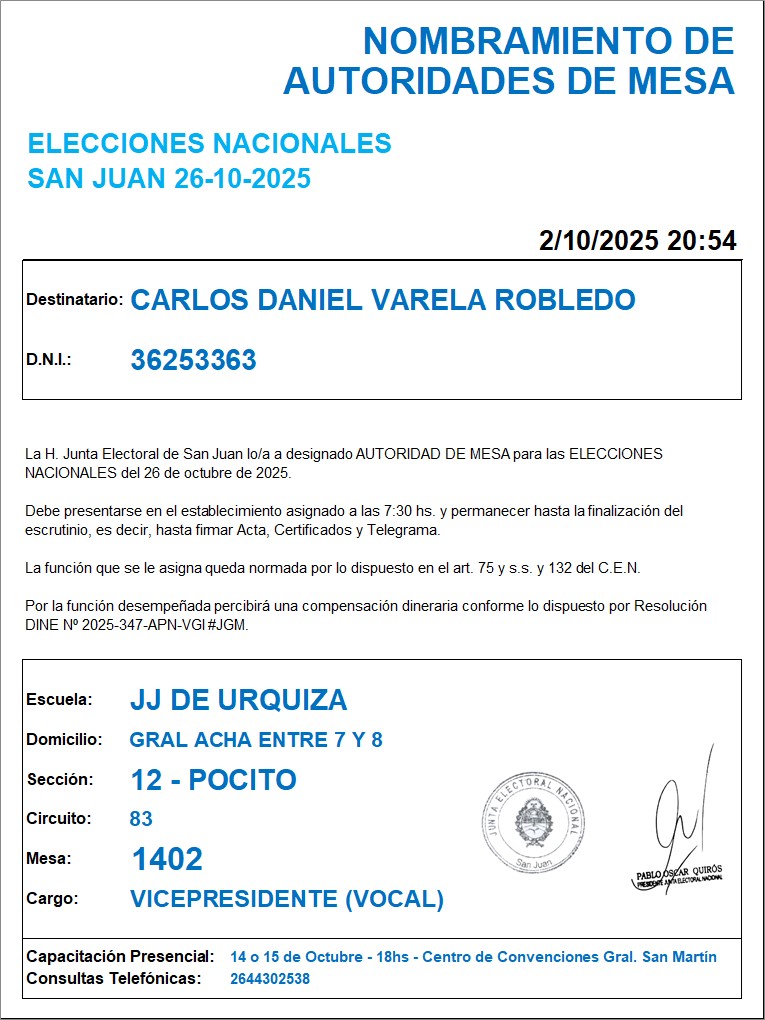 NOMBRAMIENTO DE
AUTORIDADES DE MESA
ELECCIONES NACIONALES
SAN JUAN 26-10-2025
2/10/2025 20:54
Destinatario: CARLOS DANIEL VARELA ROBLEDO
D.N.I.: 36253363
La H. Junta Electoral de San Juan lo/a a designado AUTORIDAD DE MESA para las ELECCIONES
NACIONALES del 26 de octubre de 2025.
Debe presentarse en el establecimiento asignado a las 7:30 hs. y permanecer hasta la finalización del
escrutinio, es decir, hasta firmar Acta, Certificados y Telegrama.
La función que se le asigna queda normada por lo dispuesto en el art. 75 y s.s. y 132 del C.E.N.
Por la función desempeñada percibirá una compensación dineraria conforme lo dispuesto por Resolución
DINE Nº 2025-347-APN-VGI#JGM.
Escuela: JJ DE URQUIZA
Domicilio: GRAL ACHA ENTRE 7 Y 8
Sección: 12 - POCITO
Circuito: 83
Mesa: 1402
Cargo: VICEPRESIDENTE (VOCAL)
JUNTA ELECTORAL NACIONAL
San Juan
PABLO OSCAR QUIRÓS
PRESIDENTE JUNTA ELECTORAL NACIONAL
Capacitación Presencial: 14 o 15 de Octubre - 18hs - Centro de Convenciones Gral. San Martín
Consultas Telefónicas: 2644302538